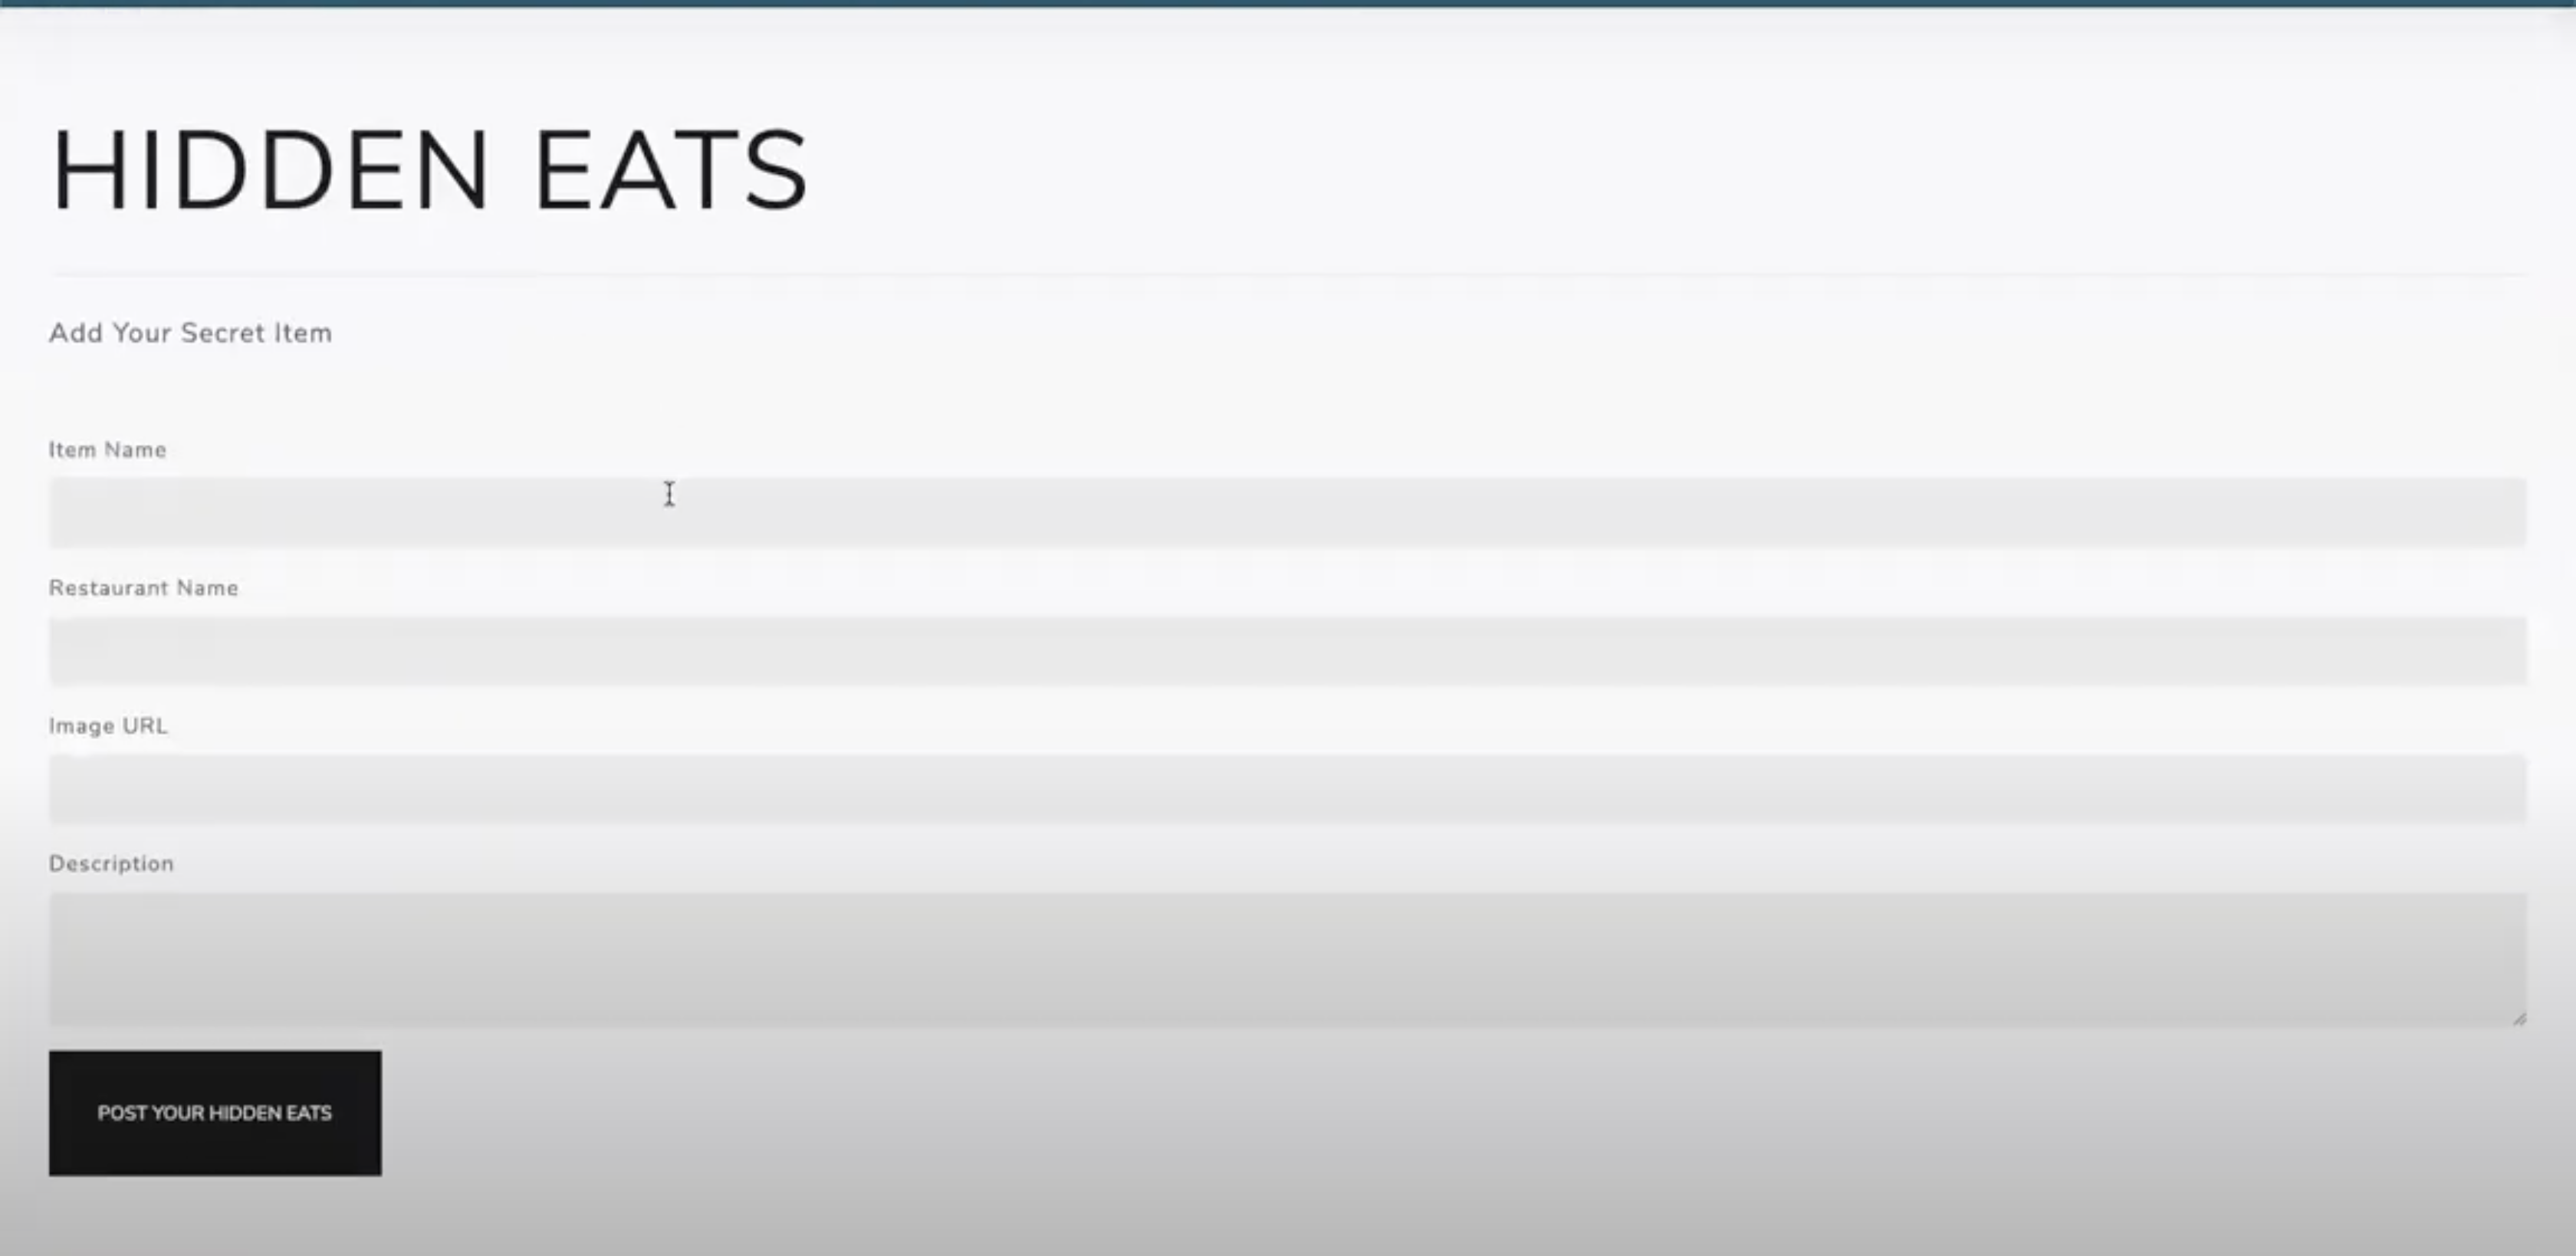 HIDDEN EATS
Add Your Secret Item
Item Name
Restaurant Name
Image URL
Description
POST YOUR HIDDEN EATS